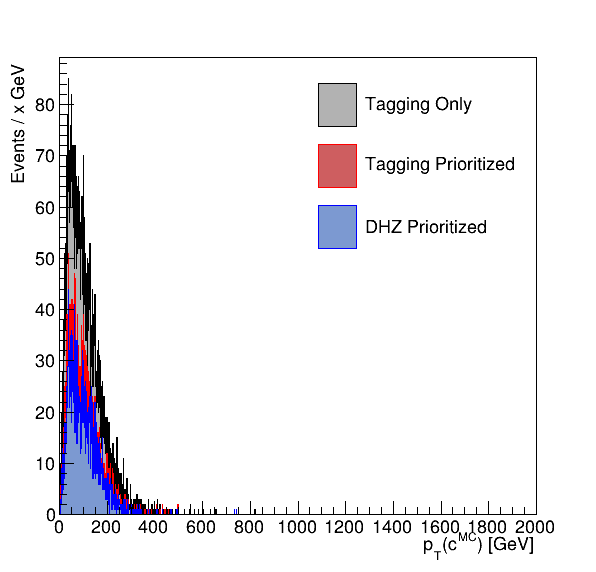 Events / x GeV
80
70
60
50
40
30
20
10
0
Tagging Only
Tagging Prioritized
DHZ Prioritized
0 200 400 600 800 1000 1200 1400 1600 1800 2000
p_T(c^MC) [GeV]